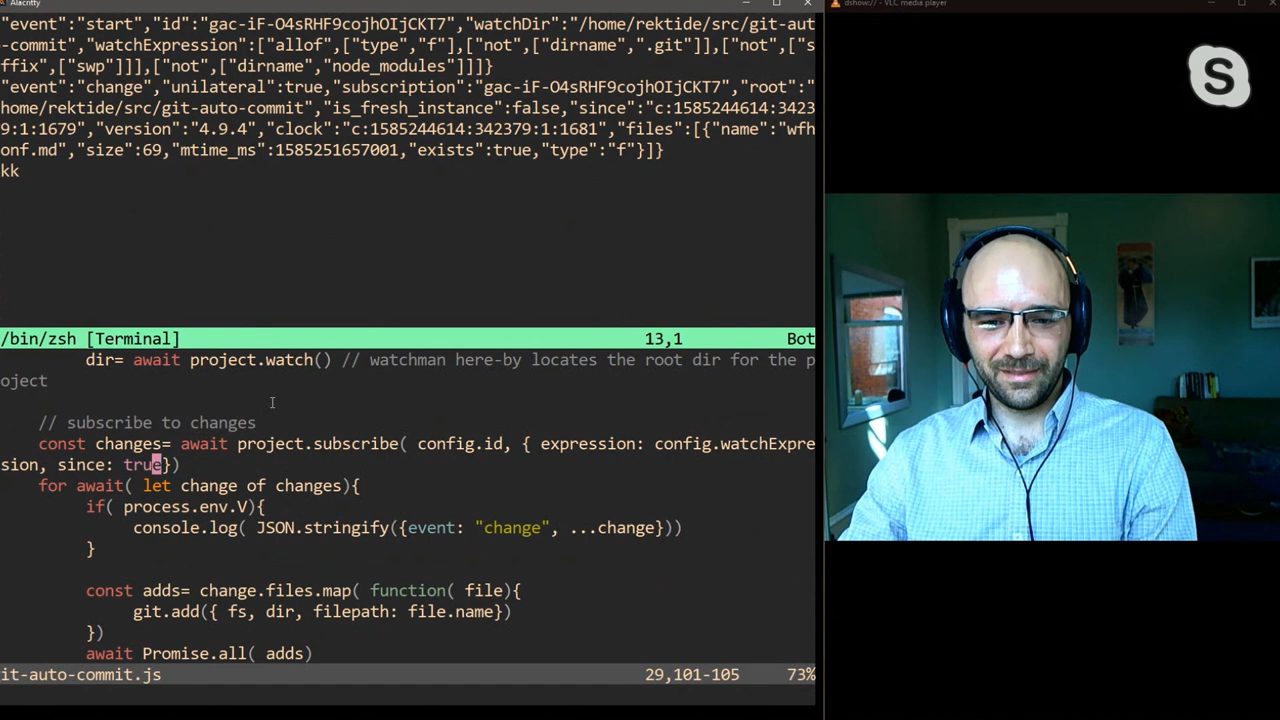 Alacritty
"event":"start","id":"gac-iF-O4sRHF9cojhOIjCKT7","watchDir":"/home/rektide/src/git-aut
-commit","watchExpression":["allof",["type","f"],["not",["dirname",".git"]],["not",["s
ffix",["swp"]]],["not",["dirname","node_modules"]]]}
"event":"change","unilateral":true,"subscription":"gac-iF-O4sRHF9cojhOIjCKT7","root":"
home/rektide/src/git-auto-commit","is_fresh_instance":false,"since":"c:1585244614:3423
9:1:1679","version":"4.9.4","clock":"c:1585244614:342379:1:1681","files":[{"name":"wfh
onf.md","size":69,"mtime_ms":1585251657001,"exists":true,"type":"f"}]}
kk
/bin/zsh [Terminal] 13,1 Bot
dir= await project.watch() // watchman here-by locates the root dir for the p
oject
// subscribe to changes
const changes= await project.subscribe( config.id, { expression: config.watchExpre
sion, since: true})
for await( let change of changes){
if( process.env.V){
console.log( JSON.stringify({event: "change", ...change}))
}
const adds= change.files.map( function( file){
git.add({ fs, dir, filepath: file.name})
})
await Promise.all( adds)
it-auto-commit.js 29,101-105 73%
dshow:// - VLC media player
S